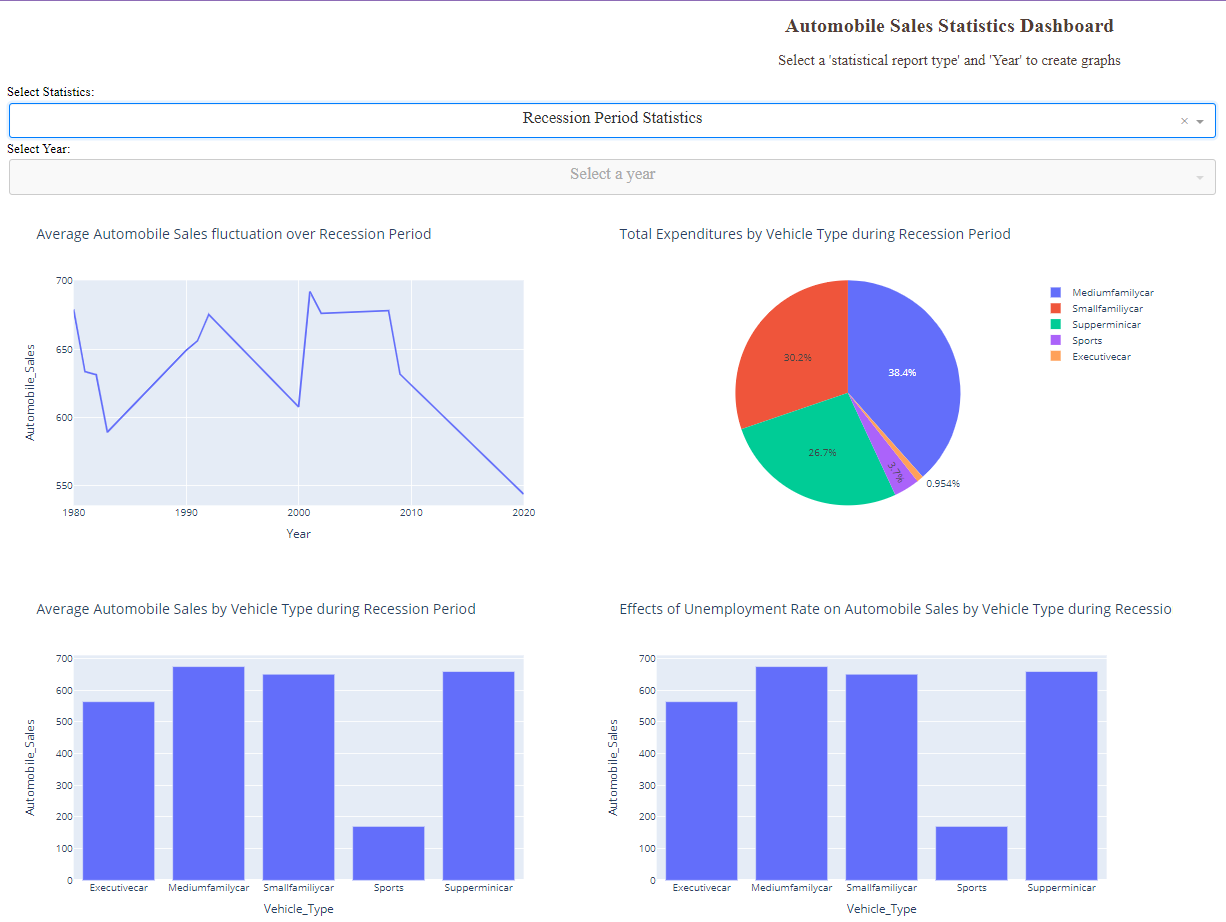 Automobile Sales Statistics Dashboard
Select a 'statistical report type' and 'Year' to create graphs
Select Statistics:
Recession Period Statistics
×
Select Year:
Select a year
Average Automobile Sales fluctuation over Recession Period
700
650
600
550
Automobile_Sales
1980 1990 2000 2010 2020
Year
Total Expenditures by Vehicle Type during Recession Period
30.2%
38.4%
26.7%
3.7%
0.954%
Mediumfamilycar
Smallfamiliycar
Supperminicar
Sports
Executivecar
Average Automobile Sales by Vehicle Type during Recession Period
700
600
500
400
300
200
100
0
Automobile_Sales
Executivecar Mediumfamilycar Smallfamiliycar Sports Supperminicar
Vehicle_Type
Effects of Unemployment Rate on Automobile Sales by Vehicle Type during Recessio
700
600
500
400
300
200
100
0
Automobile_Sales
Executivecar Mediumfamilycar Smallfamiliycar Sports Supperminicar
Vehicle_Type